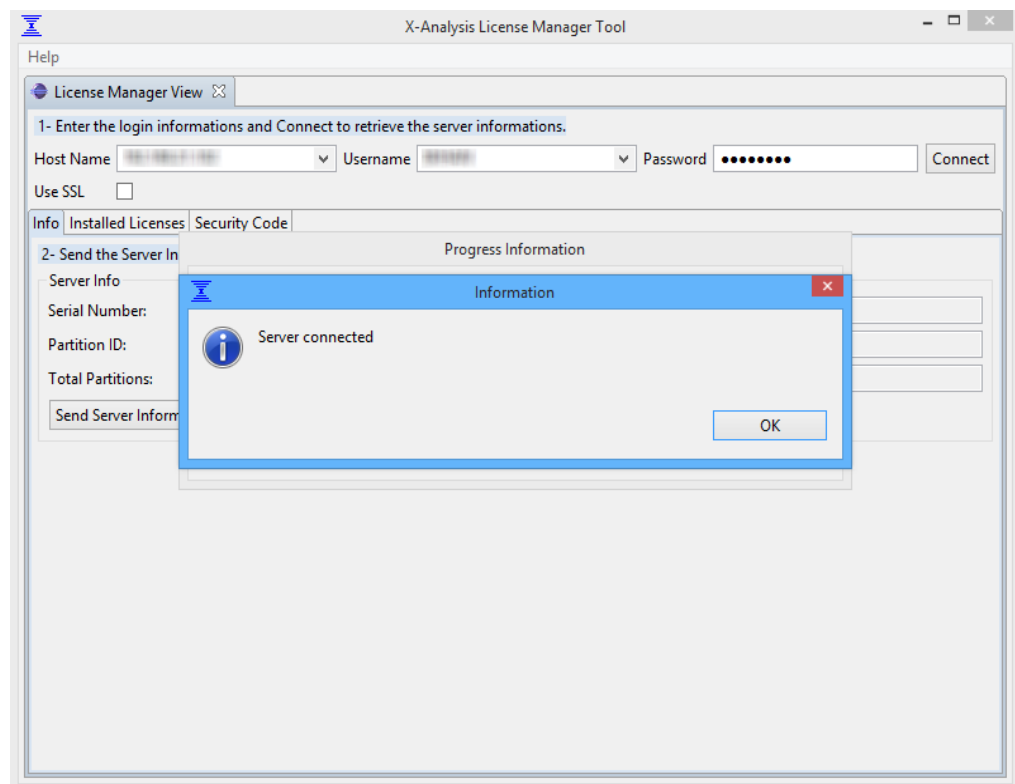 X-Analysis License Manager Tool
Help
License Manager View
1- Enter the login informations and Connect to retrieve the server informations.
Host Name Username Password Connect
Use SSL
Info Installed Licenses Security Code
2- Send the Server In
Progress Information
Server Info
Information
Serial Number:
Server connected
Partition ID:
Total Partitions:
Send Server Inform
OK